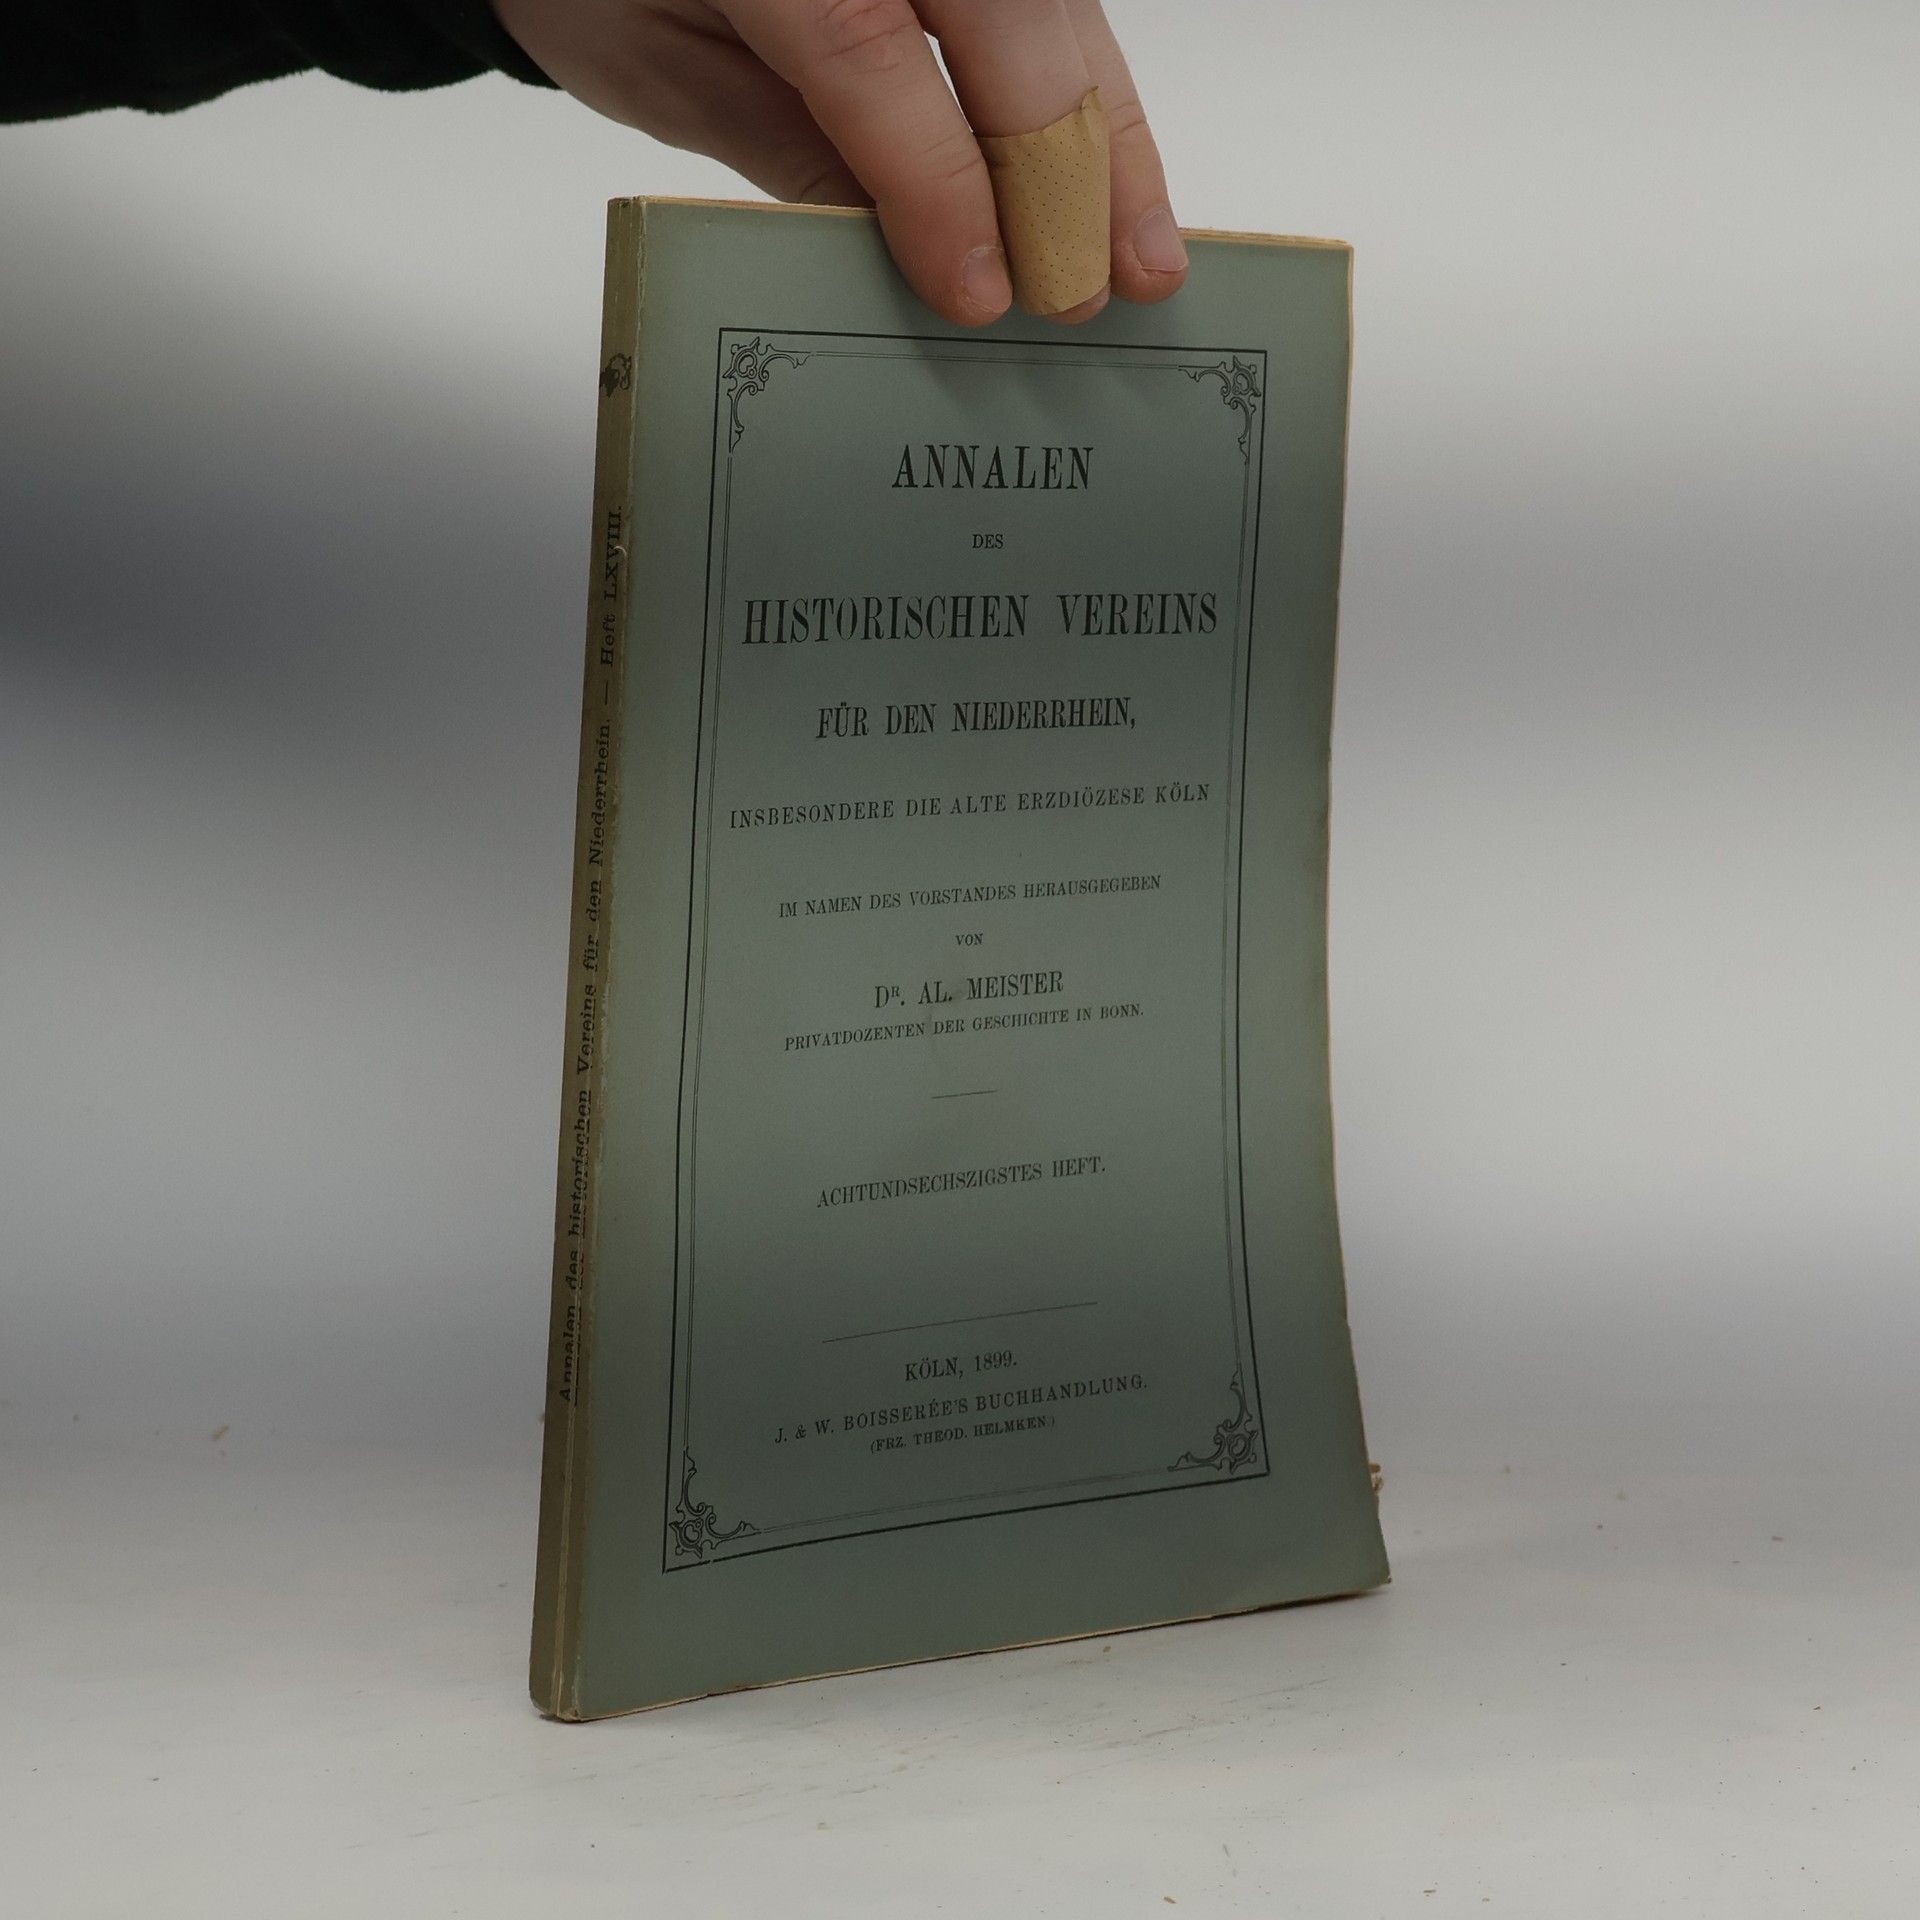 ANNALEN
DES
HISTORISCHEN VEREINS
FÜR DEN NIEDERRHEIN,
INSBESONDERE DIE ALTE ERZDIÖZESE KÖLN
IM NAMEN DES VORSTANDES HERAUSGEGEBEN
VON
DR. AL. MEISTER
PRIVATDOZENTEN DER GESCHICHTE IN BONN.
ACHTUNDSECHSZIGSTES HEFT.
KÖLN, 1899.
J. & W. BOISSERÉE'S BUCHHANDLUNG.
(FRZ. THEOD. HELMKEN.)
Annalen des historischen Vereins für den Niederrhein. — Heft LXVIII.